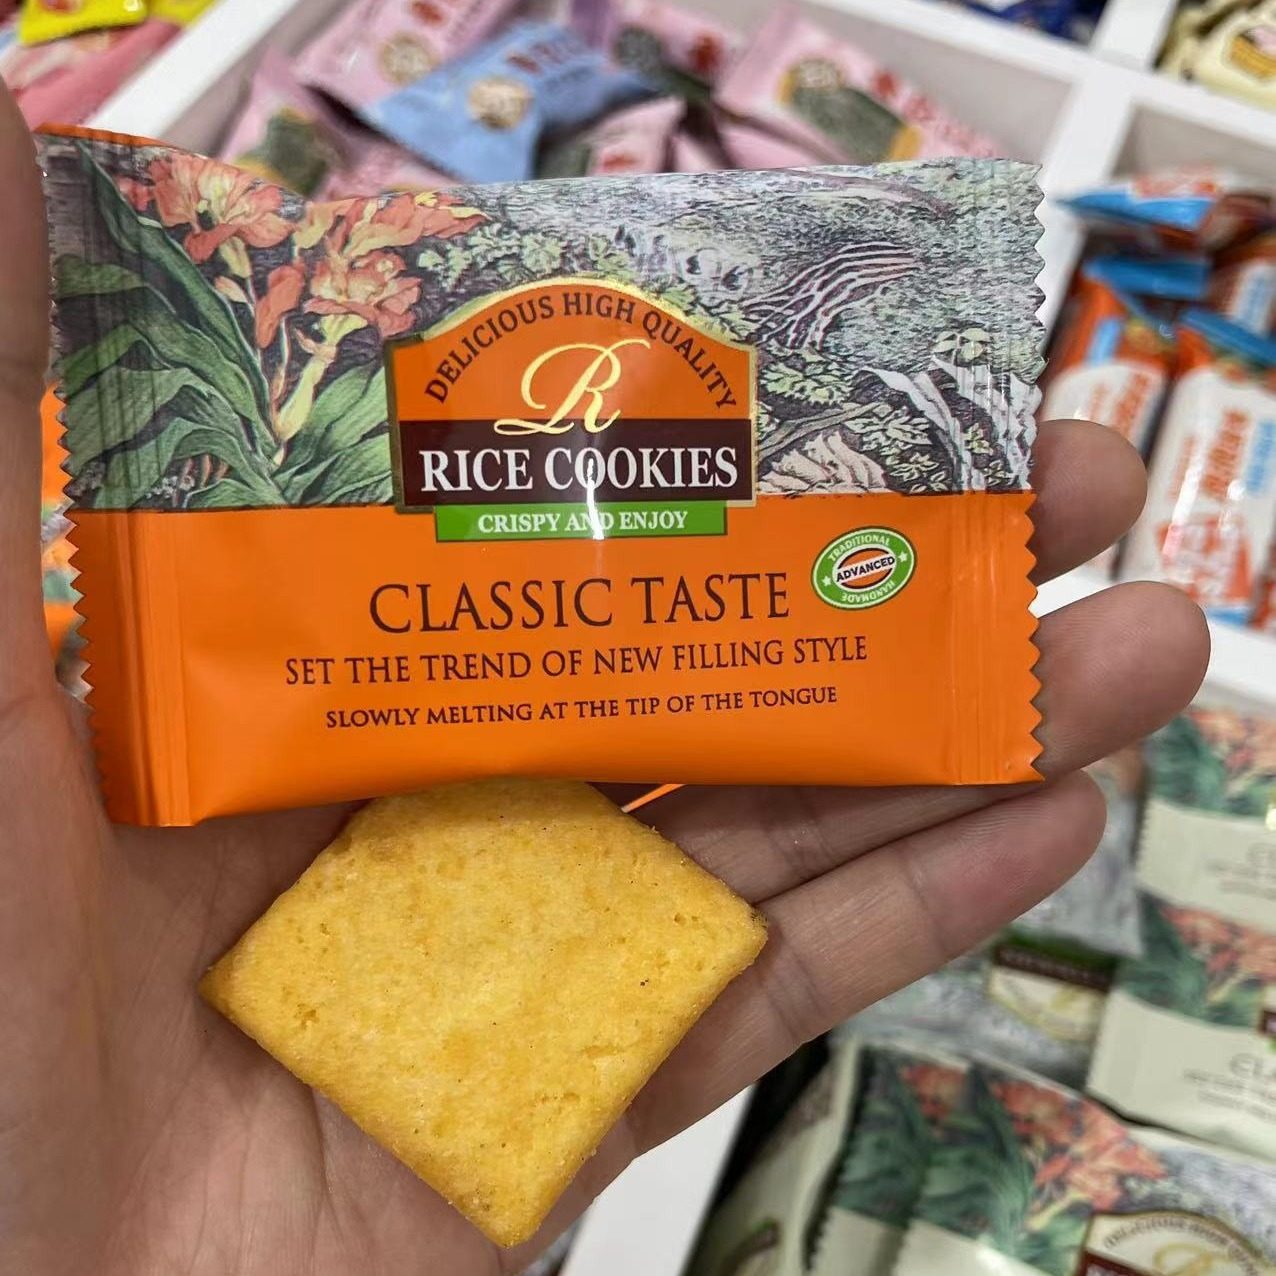 DELICIOUS HIGH QUALITY
R
RICE COOKIES
CRISPY AND ENJOY
TRADITIONAL
ADVANCED
HANDMADE
CLASSIC TASTE
SET THE TREND OF NEW FILLING STYLE
SLOWLY MELTING AT THE TIP OF THE TONGUE